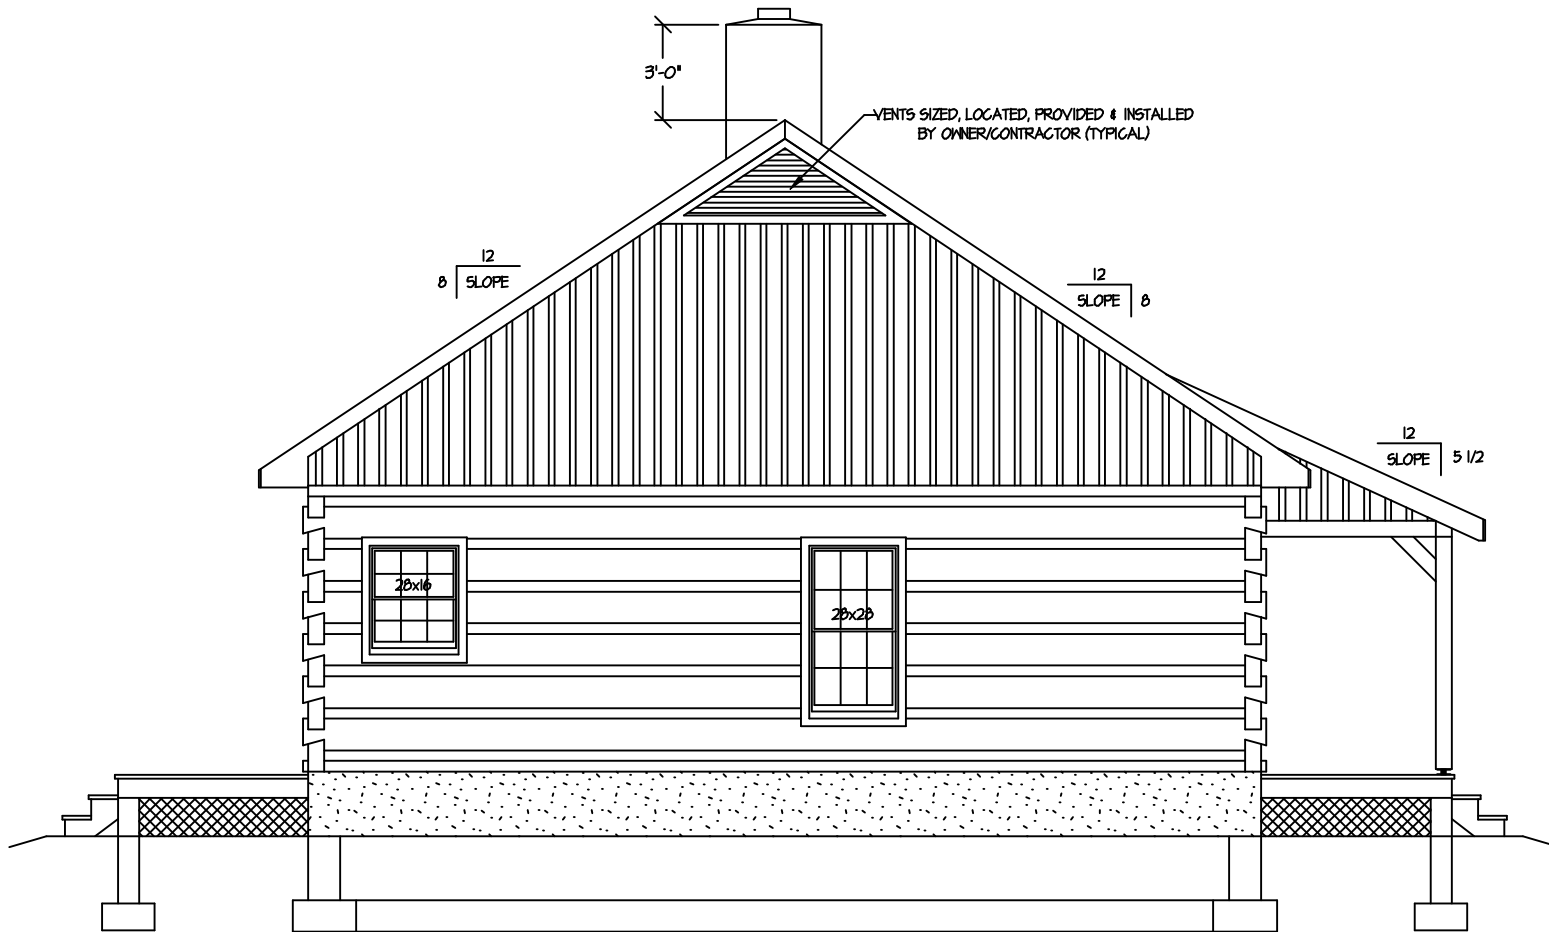 3'-0"
VENTS SIZED, LOCATED, PROVIDED & INSTALLED
BY OWNER/CONTRACTOR (TYPICAL)
12
8 SLOPE
12
SLOPE 8
12
SLOPE 5 1/2
28x16
28x28